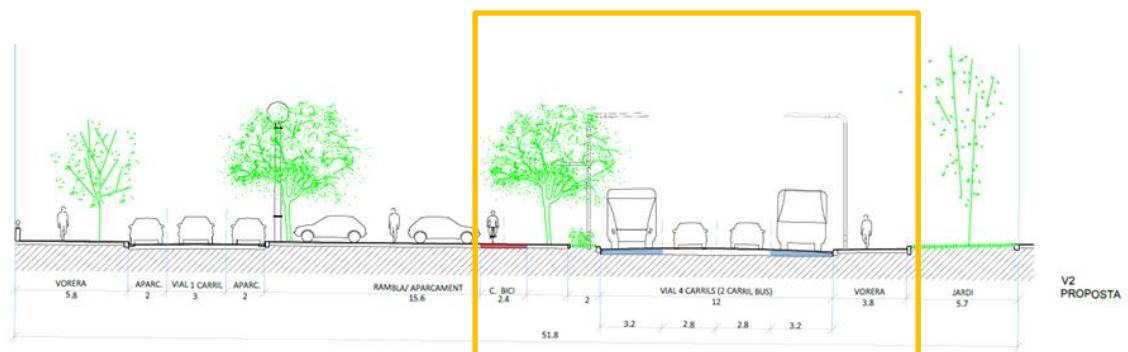 VORERA
5.8
APARC.
2
VIAL 1 CARRIL
3
APARC.
2
RAMBLA/ APARCAMENT
15.6
C. BICI
2.4
2
VIAL 4 CARRILS (2 CARRIL BUS)
12
VORERA
3.8
JARDI
5.7
3.2
2.8
2.8
3.2
51.8
V2
PROPOSTA